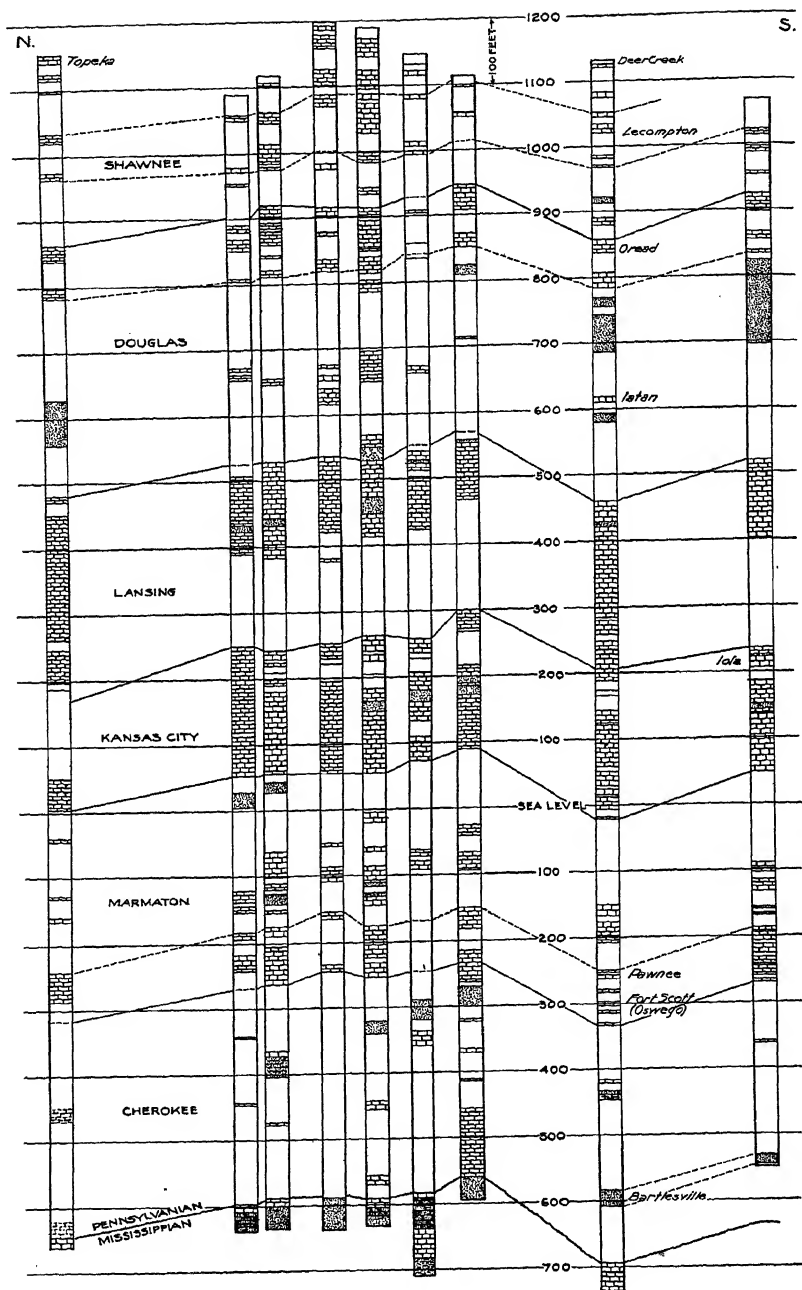 N.
1200
S.
100 FEET
Topeka
Deer Creek
1100
Lecompton
1000
SHAWNEE
900
Oread
800
DOUGLAS
700
Iatan
600
500
400
LANSING
300
Iola
200
KANSAS CITY
100
SEA LEVEL
100
MARMATON
200
Pawnee
300
Fort Scott
(Oswego)
400
CHEROKEE
500
Bartlesville
600
PENNSYLVANIAN
MISSISSIPPIAN
700